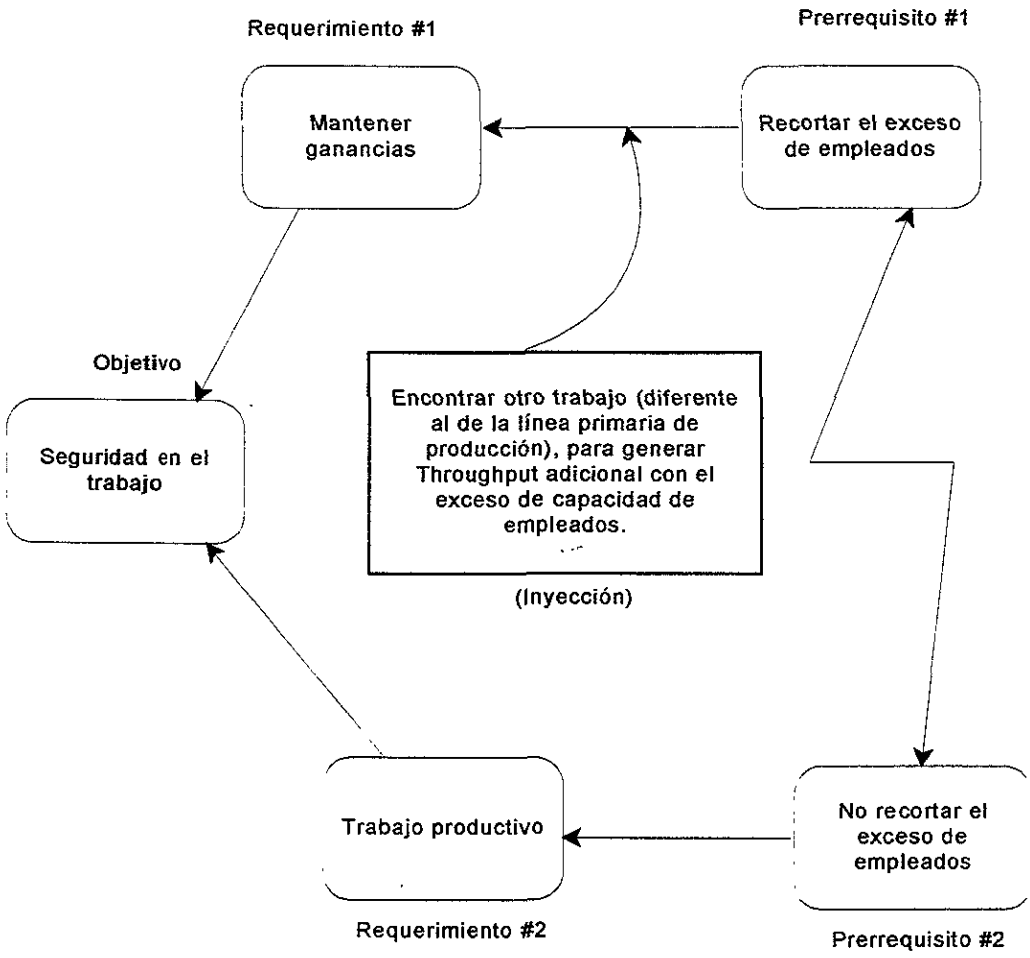 Requerimiento #1
Prerrequisito #1
Mantener
ganancias
Recortar el exceso
de empleados
Objetivo
Seguridad en el
trabajo
Encontrar otro trabajo (diferente
al de la línea primaria de
producción), para generar
Throughput adicional con el
exceso de capacidad de
empleados.
(Inyección)
Trabajo productivo
Requerimiento #2
No recortar el
exceso de
empleados
Prerrequisito #2